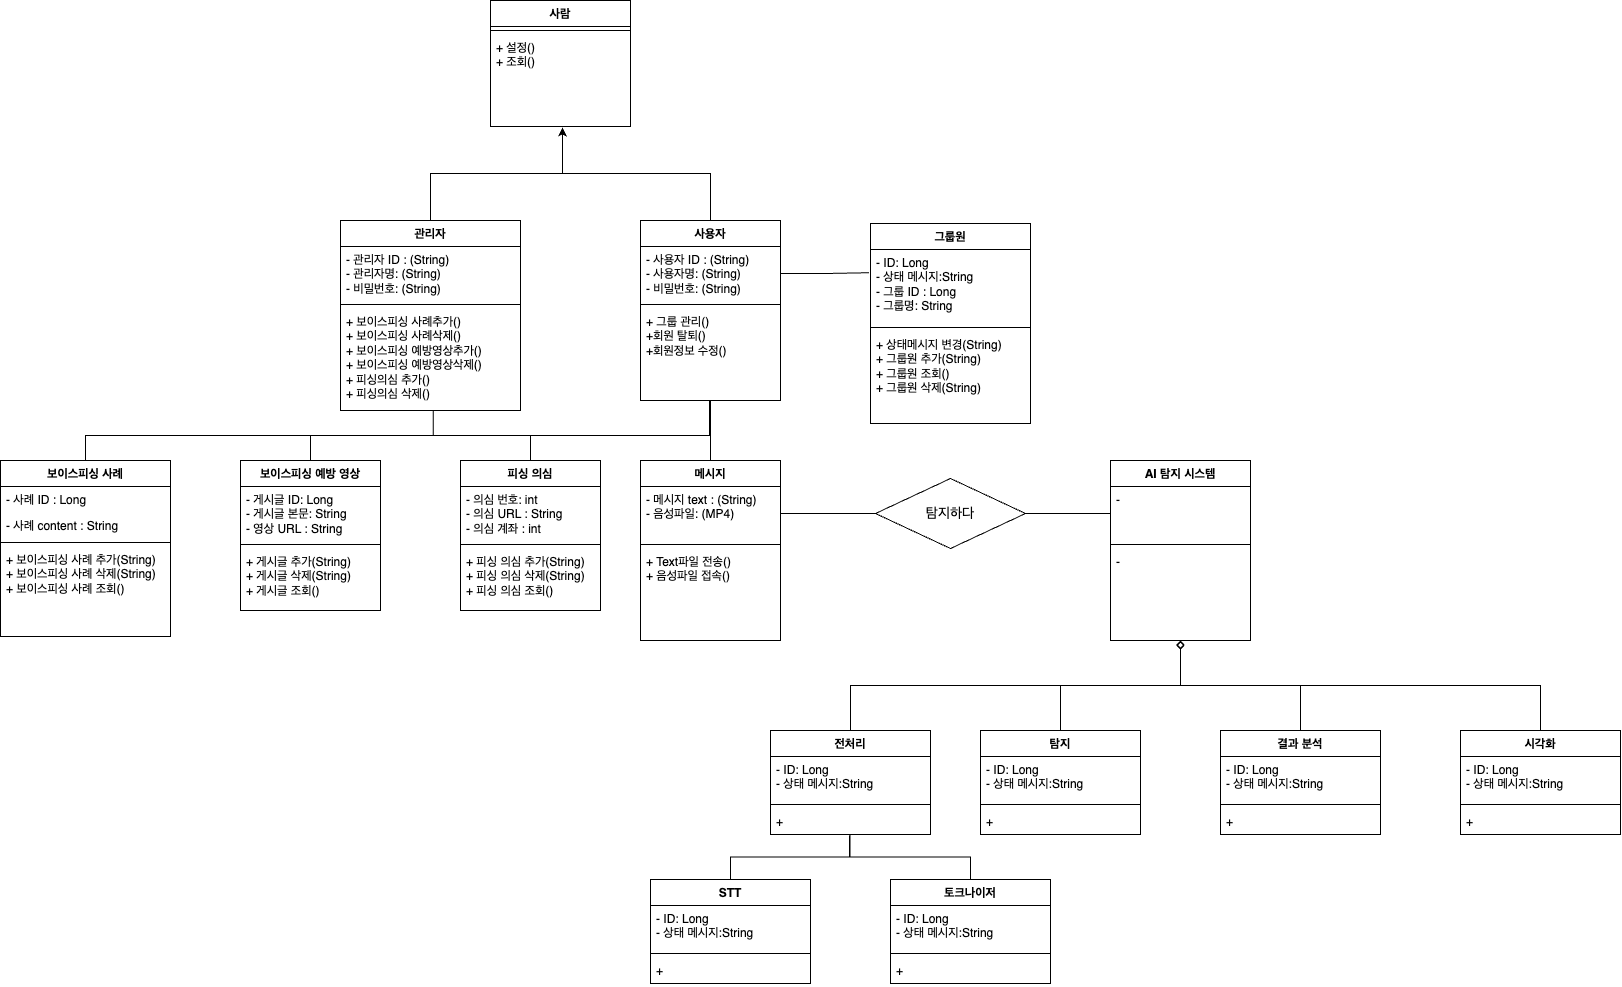 사람
+ 설정()
+ 조회()
관리자
- 관리자 ID : (String)
- 관리자명: (String)
- 비밀번호: (String)
+ 보이스피싱 사례추가()
+ 보이스피싱 사례삭제()
+ 보이스피싱 예방영상추가()
+ 보이스피싱 예방영상삭제()
+ 피싱의심 추가()
+ 피싱의심 삭제()
사용자
- 사용자 ID : (String)
- 사용자명: (String)
- 비밀번호: (String)
+ 그룹 관리()
+회원 탈퇴()
+회원정보 수정()
그룹원
- ID: Long
- 상태 메시지:String
- 그룹 ID : Long
- 그룹명: String
+ 상태메시지 변경(String)
+ 그룹원 추가(String)
+ 그룹원 조회()
+ 그룹원 삭제(String)
보이스피싱 사례
- 사례 ID : Long
- 사례 content : String
+ 보이스피싱 사례 추가(String)
+ 보이스피싱 사례 삭제(String)
+ 보이스피싱 사례 조회()
보이스피싱 예방 영상
- 게시글 ID: Long
- 게시글 본문: String
- 영상 URL : String
+ 게시글 추가(String)
+ 게시글 삭제(String)
+ 게시글 조회()
피싱 의심
- 의심 번호: int
- 의심 URL : String
- 의심 계좌 : int
+ 피싱 의심 추가(String)
+ 피싱 의심 삭제(String)
+ 피싱 의심 조회()
메시지
- 메시지 text : (String)
- 음성파일: (MP4)
+ Text파일 전송()
+ 음성파일 접속()
탐지하다
AI 탐지 시스템
-
-
전처리
- ID: Long
- 상태 메시지:String
+
탐지
- ID: Long
- 상태 메시지:String
+
결과 분석
- ID: Long
- 상태 메시지:String
+
시각화
- ID: Long
- 상태 메시지:String
+
STT
- ID: Long
- 상태 메시지:String
+
토크나이저
- ID: Long
- 상태 메시지:String
+